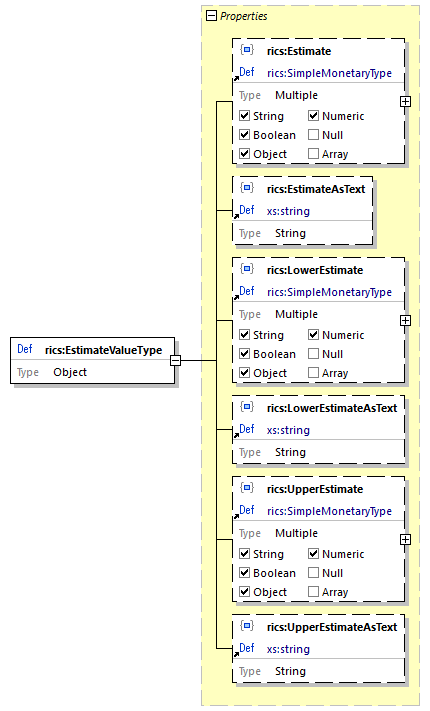 Properties
rics:Estimate
Def rics:SimpleMonetaryType
Type Multiple
String Numeric
Boolean Null
Object Array
rics:EstimateAsText
Def xs:string
Type String
rics:LowerEstimate
Def rics:SimpleMonetaryType
Type Multiple
String Numeric
Boolean Null
Object Array
Def rics:EstimateValueType
Type Object
rics:LowerEstimateAsText
Def xs:string
Type String
rics:UpperEstimate
Def rics:SimpleMonetaryType
Type Multiple
String Numeric
Boolean Null
Object Array
rics:UpperEstimateAsText
Def xs:string
Type String